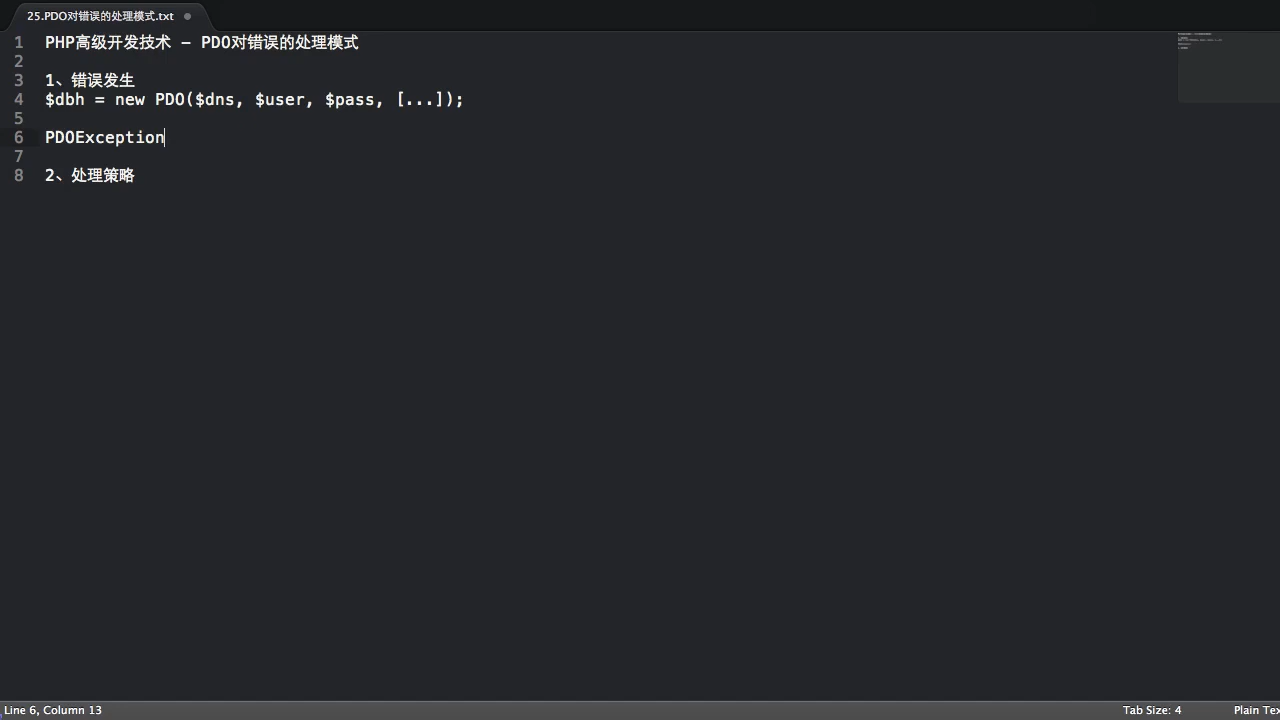 25.PDO对错误的处理模式.txt
1 PHP高级开发技术 – PDO对错误的处理模式
2
3 1、错误发生
4 $dbh = new PDO($dns, $user, $pass, [...]);
5
6 PDOException
7
8 2、处理策略
Line 6, Column 13
Tab Size: 4
Plain Tex